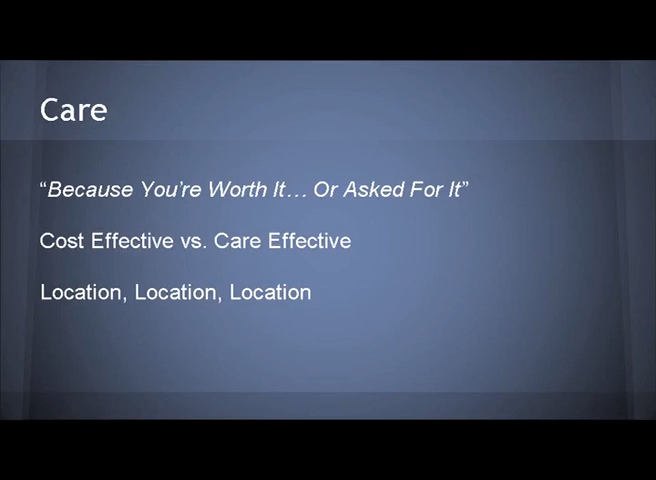 Care
“Because You’re Worth It… Or Asked For It”
Cost Effective vs. Care Effective
Location, Location, Location